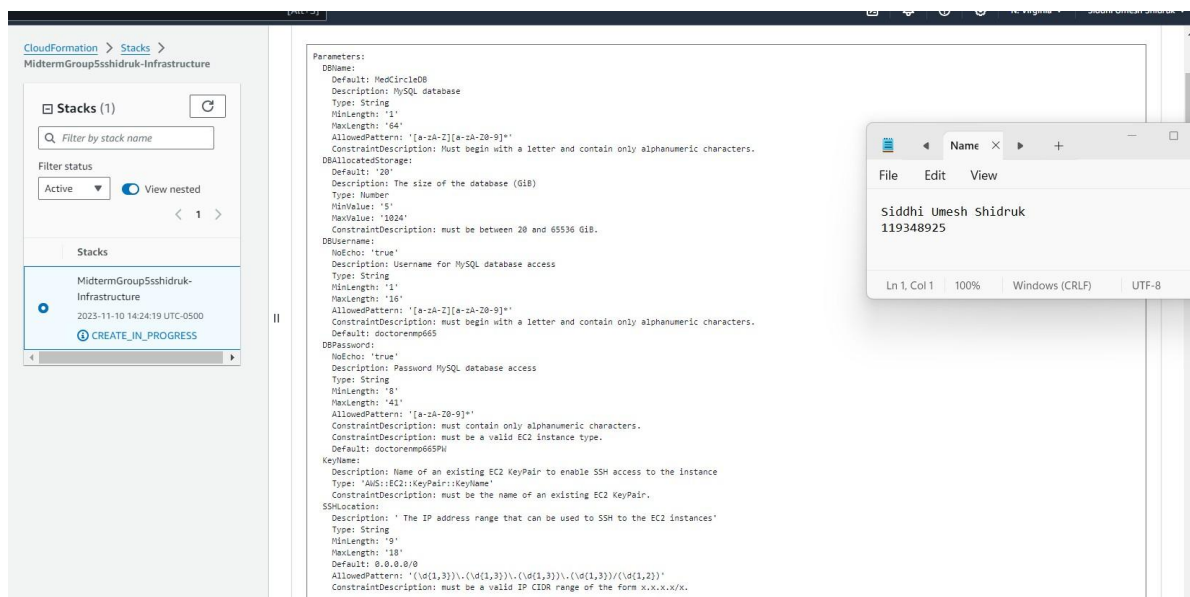 [Alt+S]
N. Virginia
Siddhi Umesh Shidruk
CloudFormation > Stacks >
MidtermGroup5sshidruk-Infrastructure
Stacks (1)
Filter by stack name
Filter status
Active
View nested
1
Stacks
MidtermGroup5sshidruk-
Infrastructure
2023-11-10 14:24:19 UTC-0500
CREATE_IN_PROGRESS
Parameters:
DBName:
Default: MedCircleDB
Description: MySQL database
Type: String
MinLength: '1'
MaxLength: '64'
AllowedPattern: '[a-zA-Z][a-zA-Z0-9]*'
ConstraintDescription: Must begin with a letter and contain only alphanumeric characters.
DBAllocatedStorage:
Default: '20'
Description: The size of the database (GiB)
Type: Number
MinValue: '5'
MaxValue: '1024'
ConstraintDescription: must be between 20 and 65536 GiB.
DBUsername:
NoEcho: 'true'
Description: Username for MySQL database access
Type: String
MinLength: '1'
MaxLength: '16'
AllowedPattern: '[a-zA-Z][a-zA-Z0-9]*'
ConstraintDescription: must begin with a letter and contain only alphanumeric characters.
Default: doctorenmp665
DBPassword:
NoEcho: 'true'
Description: Password MySQL database access
Type: String
MinLength: '8'
MaxLength: '41'
AllowedPattern: '[a-zA-Z0-9]*'
ConstraintDescription: must contain only alphanumeric characters.
ConstraintDescription: must be a valid EC2 instance type.
Default: doctorenmp665PW
KeyName:
Description: Name of an existing EC2 KeyPair to enable SSH access to the instance
Type: 'AWS::EC2::KeyPair::KeyName'
ConstraintDescription: must be the name of an existing EC2 KeyPair.
SSHLocation:
Description: ' The IP address range that can be used to SSH to the EC2 instances'
Type: String
MinLength: '9'
MaxLength: '18'
Default: 0.0.0.0/0
AllowedPattern: '(\d{1,3})\.(\d{1,3})\.(\d{1,3})\.(\d{1,3})/(\d{1,2})'
ConstraintDescription: must be a valid IP CIDR range of the form x.x.x.x/x.
Name
File Edit View
Siddhi Umesh Shidruk
119348925
Ln 1, Col 1 100% Windows (CRLF) UTF-8